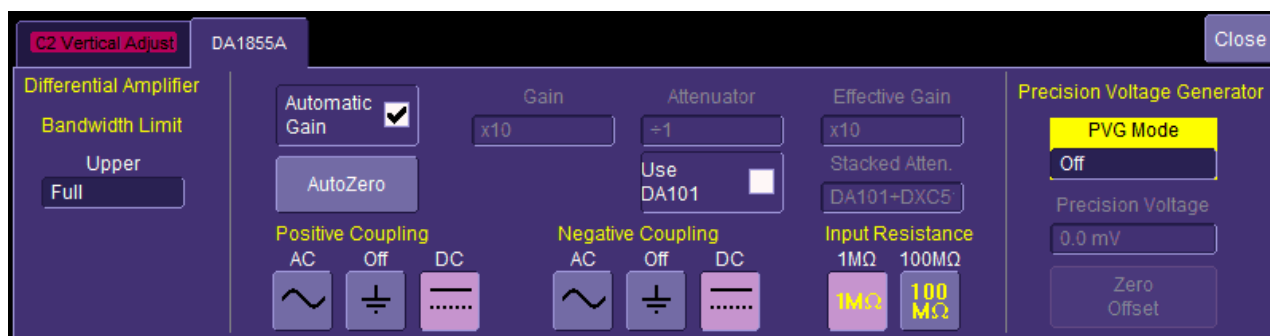 C2 Vertical Adjust
DA1855A
Close
Differential Amplifier
Bandwidth Limit
Upper
Full
Automatic
Gain
AutoZero
Gain
x10
Attenuator
÷1
Use
DA101
Effective Gain
x10
Stacked Atten.
DA101+DXC5
Positive Coupling
AC Off DC
Negative Coupling
AC Off DC
Input Resistance
1MΩ 100MΩ
1MΩ
100
MΩ
Precision Voltage Generator
PVG Mode
Off
Precision Voltage
0.0 mV
Zero
Offset